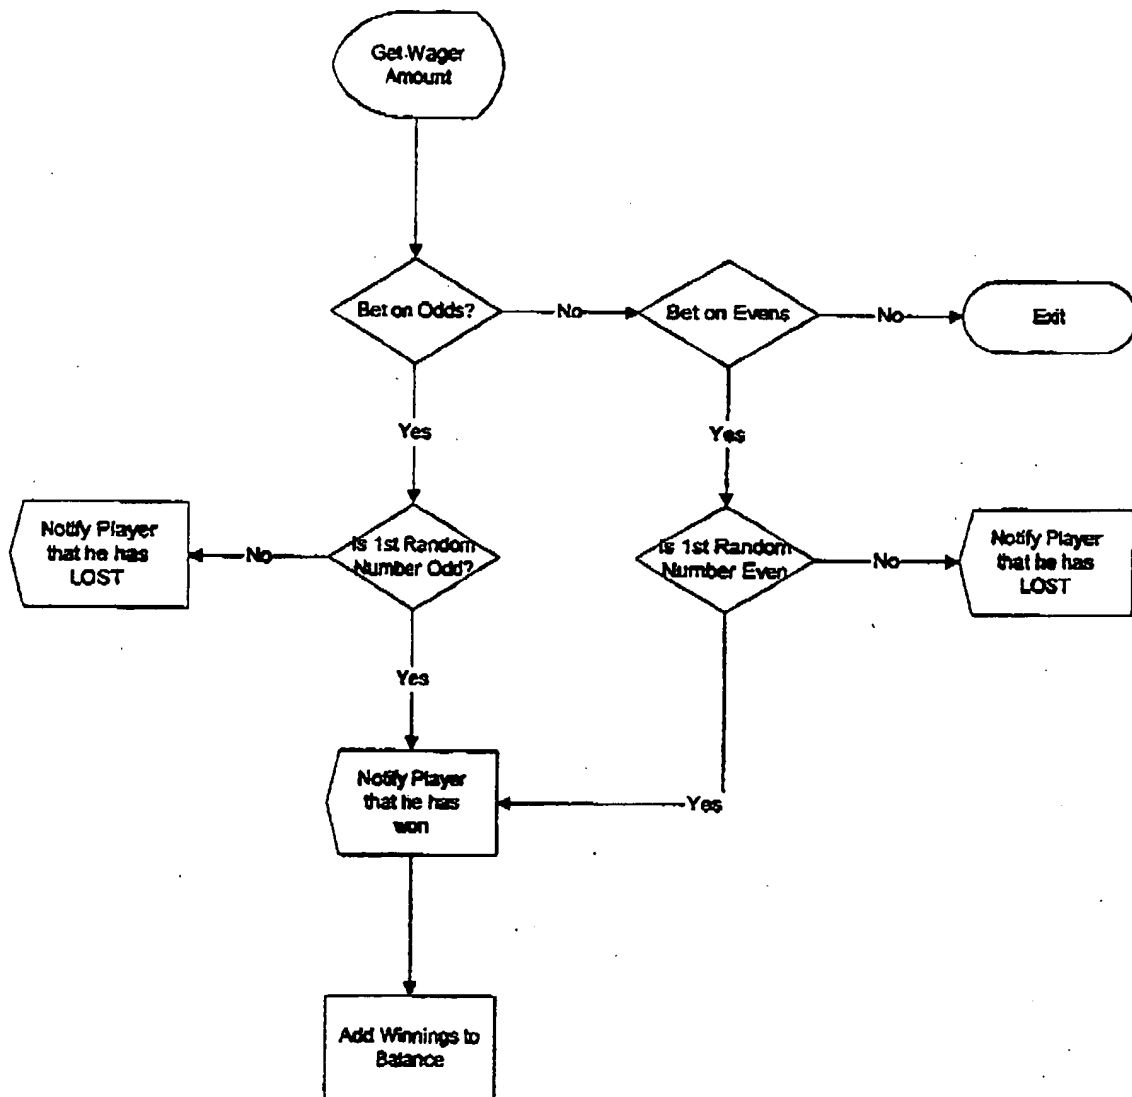 Get Wager
Amount
Bet on Odds?
No
Bet on Evens
No
Exit
Yes
Yes
Notify Player
that he has
LOST
No
Is 1st Random
Number Odd?
Is 1st Random
Number Even
No
Notify Player
that he has
LOST
Yes
Notify Player
that he has
won
Yes
Add Winnings to
Balance